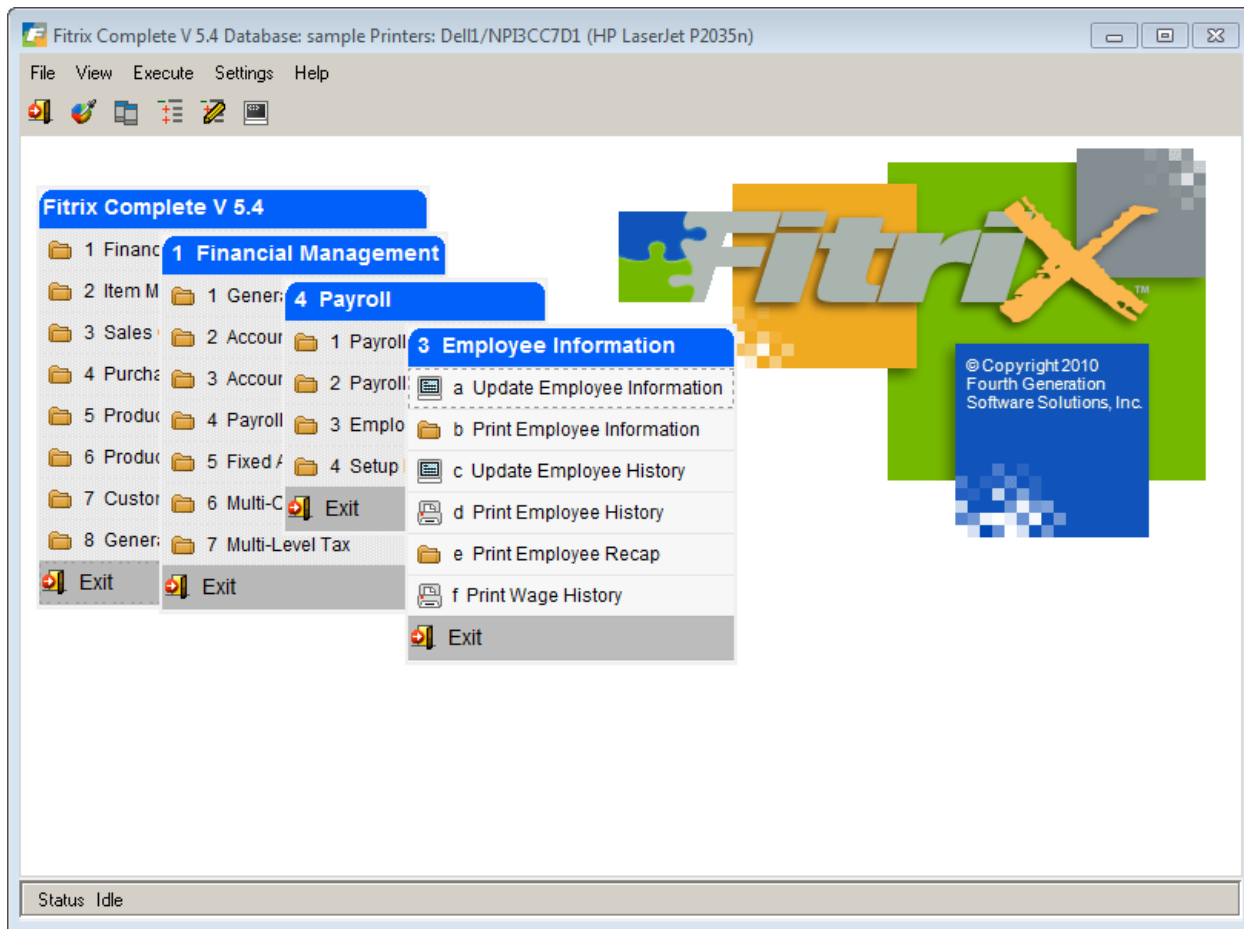 Fitrix Complete V 5.4 Database: sample Printers: Dell1/NPI3CC7D1 (HP LaserJet P2035n)
File View Execute Settings Help
Fitrix Complete V 5.4
1 Financ
2 Item M
3 Sales
4 Purcha
5 Produc
6 Produc
7 Custor
8 Genera
Exit
1 Financial Management
1 Genera
2 Accour
3 Accour
4 Payroll
5 Fixed A
6 Multi-C
7 Multi-Level Tax
Exit
4 Payroll
1 Payroll
2 Payroll
3 Emplo
4 Setup
Exit
3 Employee Information
a Update Employee Information
b Print Employee Information
c Update Employee History
d Print Employee History
e Print Employee Recap
f Print Wage History
Exit
Fitrix TM
© Copyright 2010
Fourth Generation
Software Solutions, Inc.
Status Idle